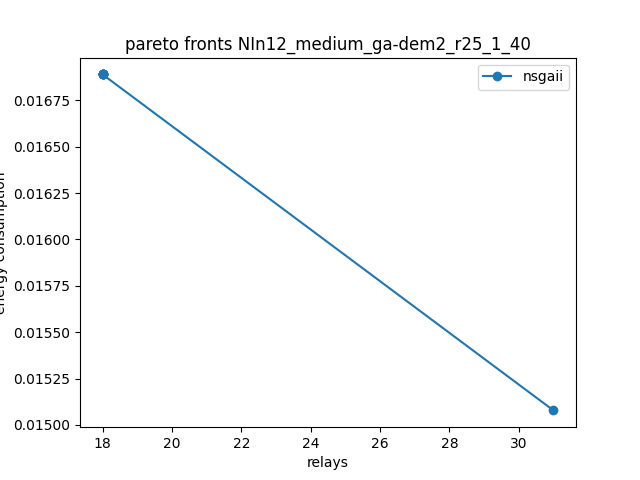 pareto fronts NIn12_medium_ga-dem2_r25_1_40
nsgaii
0.01675
0.01650
0.01625
0.01600
0.01575
0.01550
0.01525
0.01500
energy consumption
18 20 22 24 26 28 30
relays